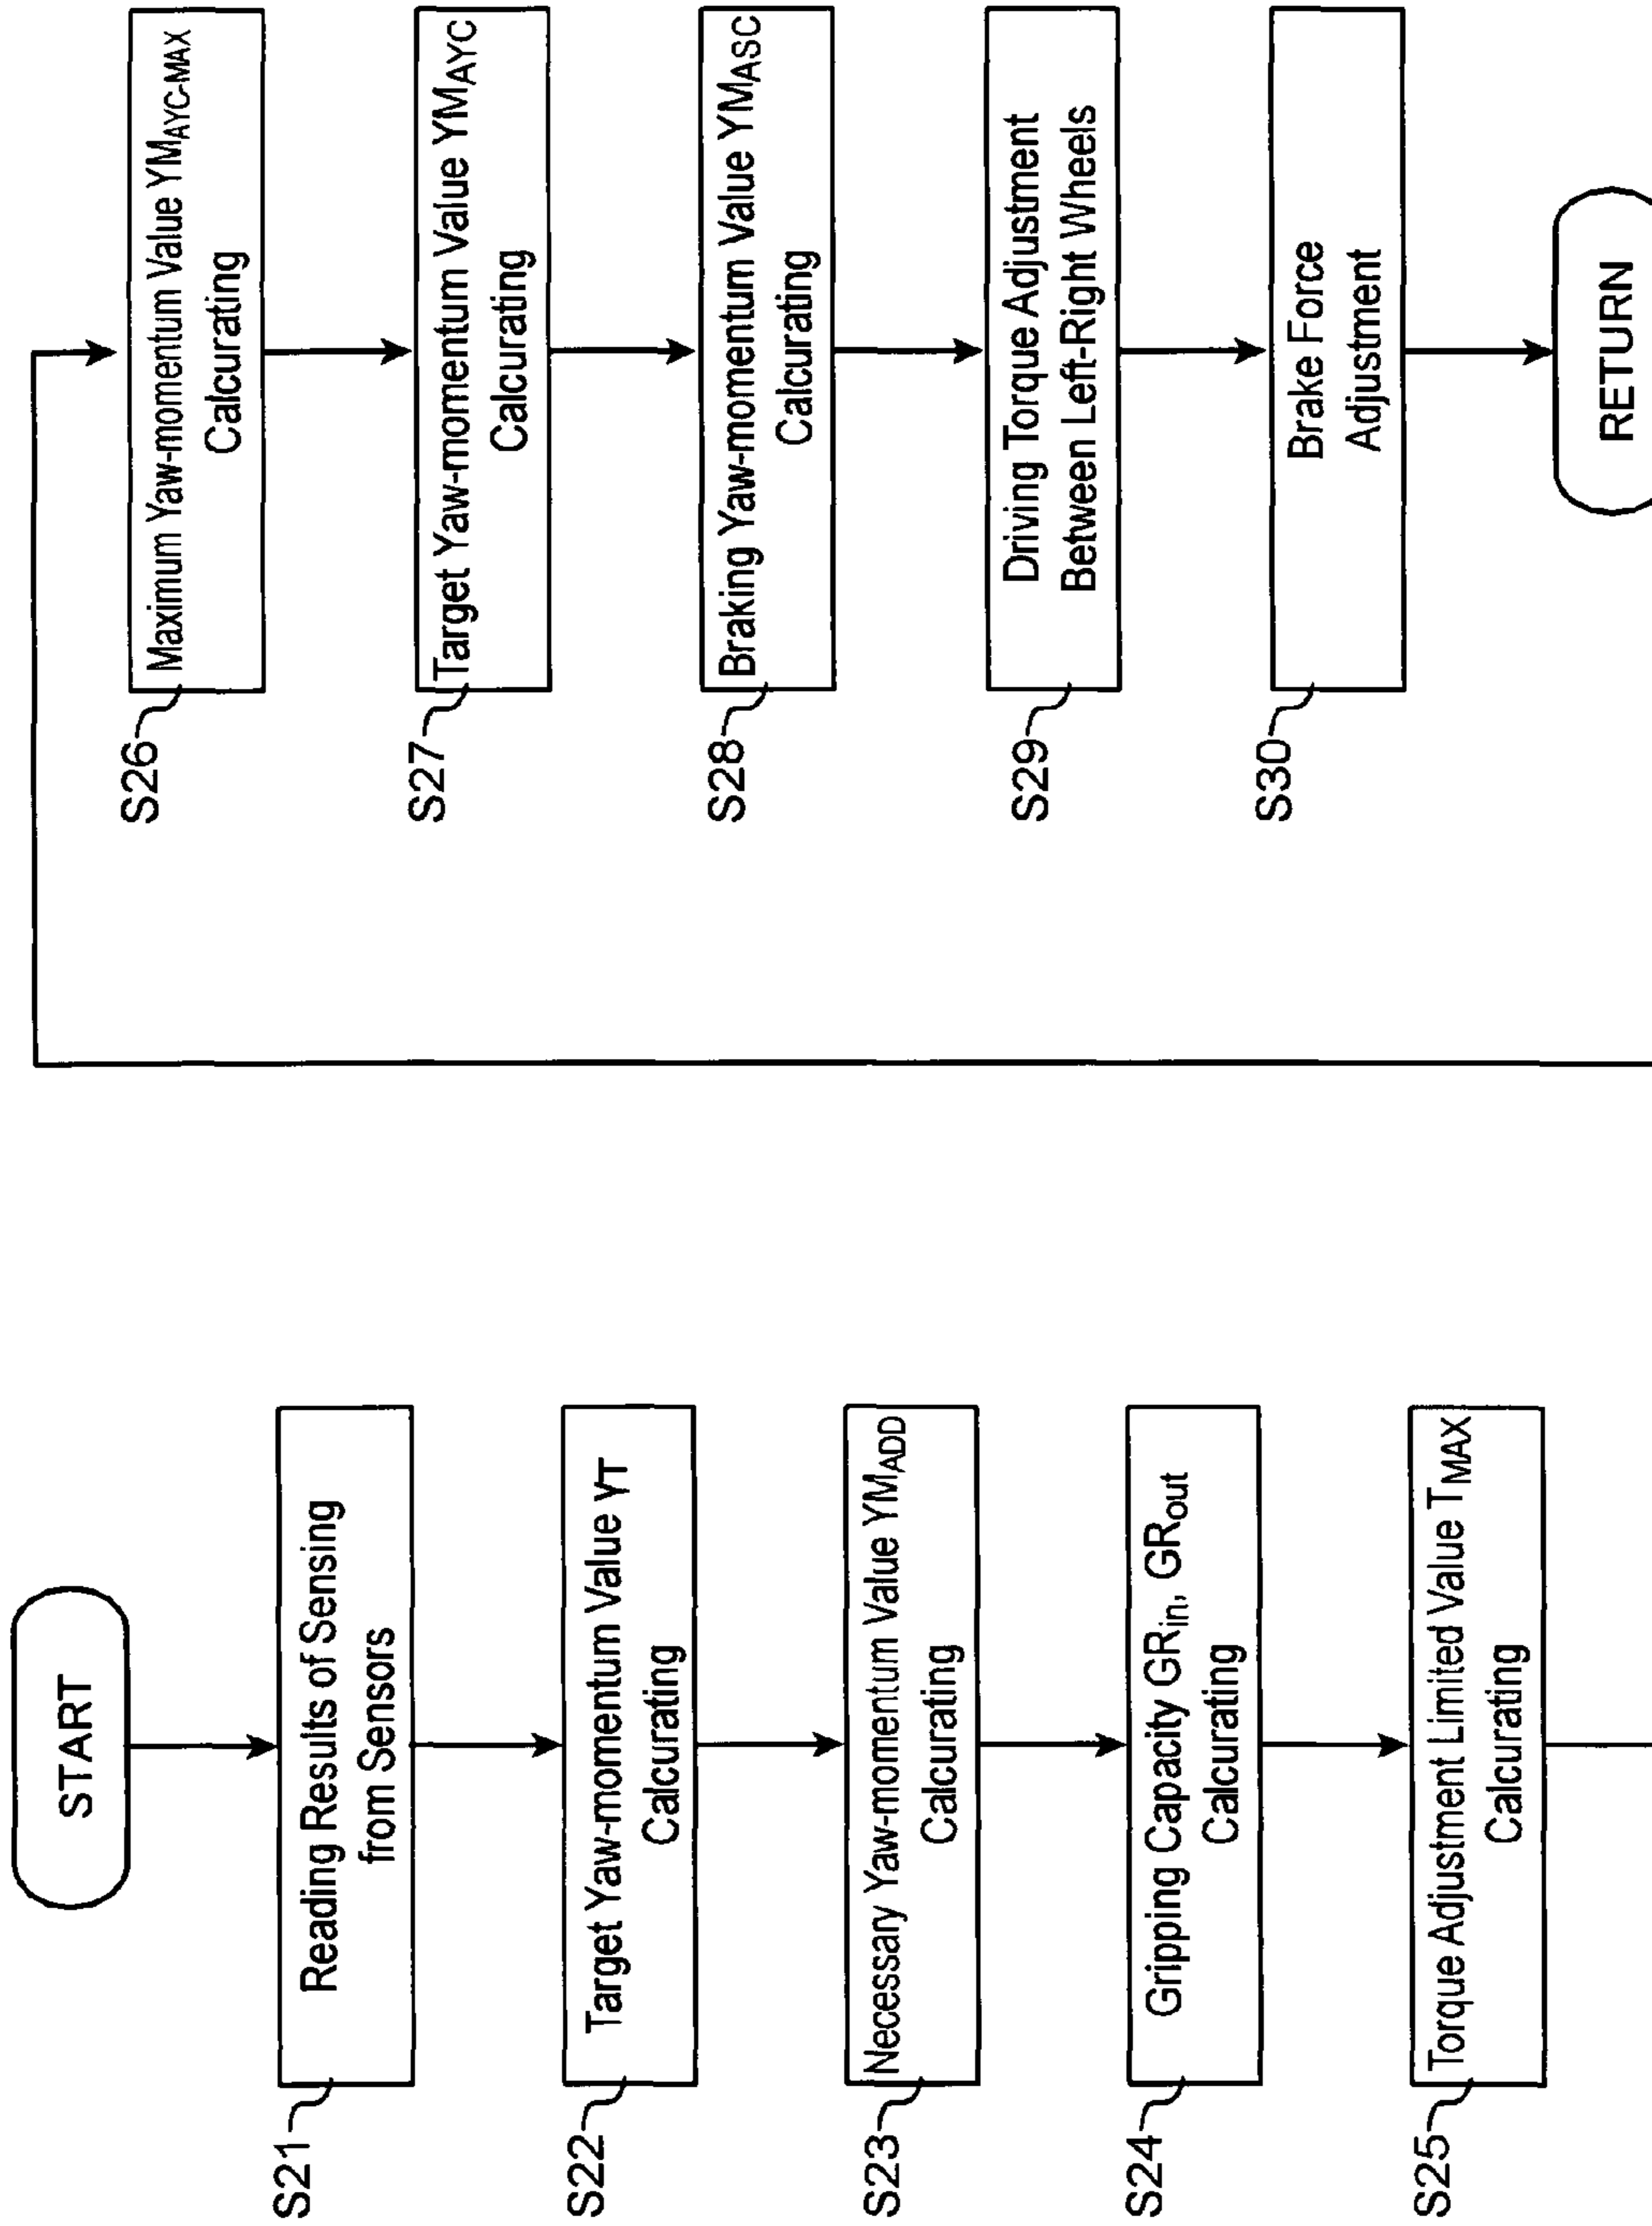 START
S21
Reading Results of Sensing
from Sensors
S22
Target Yaw-momentum Value YT
Calcurating
S23
Necessary Yaw-momentum Value YMADD
Calcurating
S24
Gripping Capacity GRin, GRout
Calcurating
S25
Torque Adjustment Limited Value TMAX
Calcurating
S26
Maximum Yaw-momentum Value YMAYC-MAX
Calcurating
S27
Target Yaw-momentum Value YMAYC
Calcurating
S28
Braking Yaw-momentum Value YMASC
Calcurating
S29
Driving Torque Adjustment
Between Left-Right Wheels
S30
Brake Force
Adjustment
RETURN